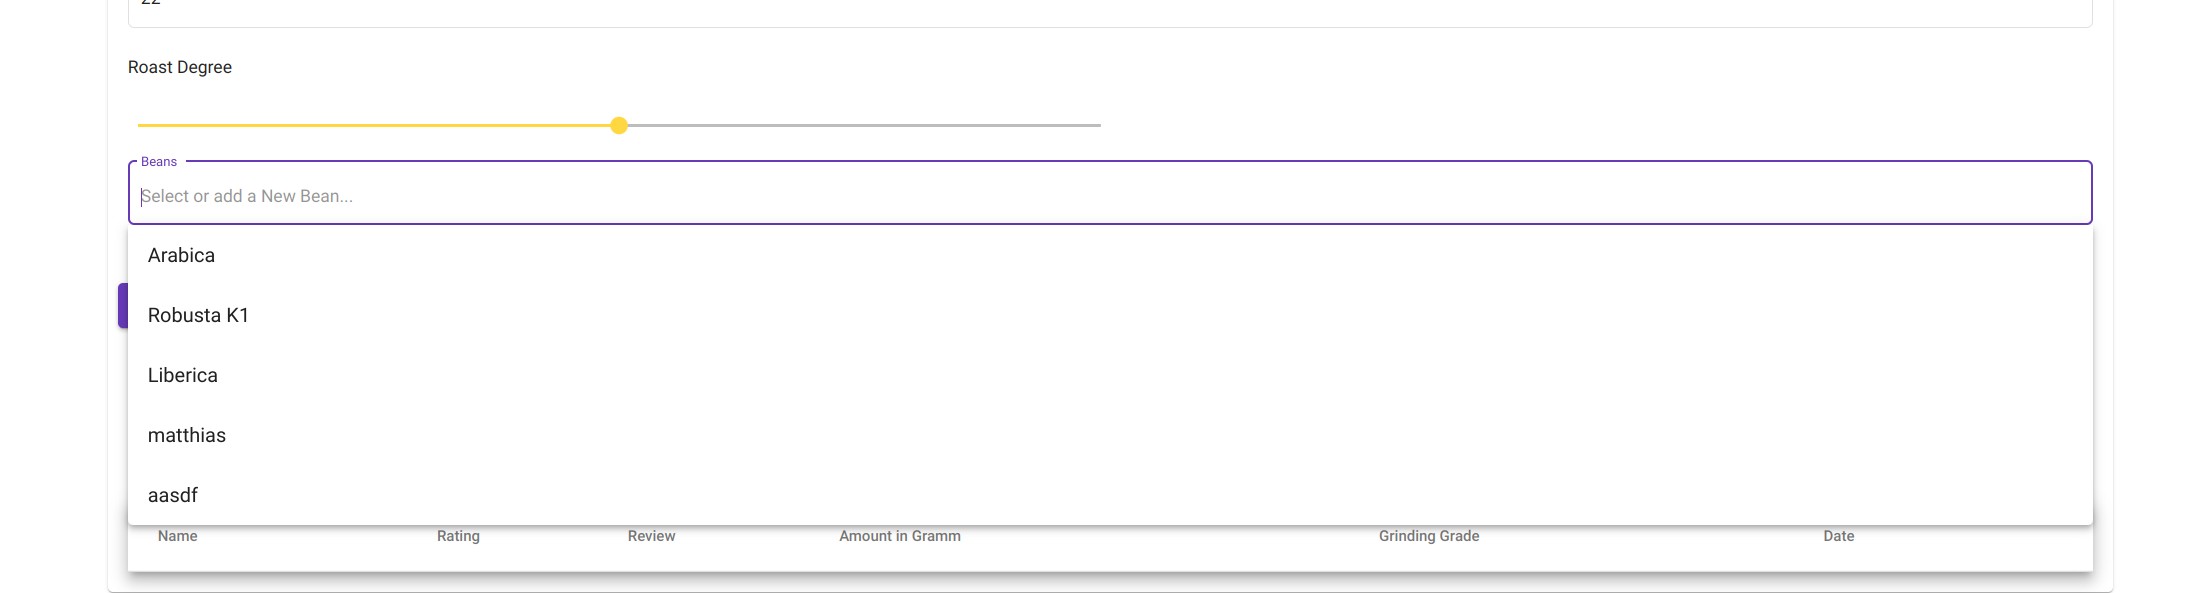 22
Roast Degree
Beans
Select or add a New Bean...
Arabica
Robusta K1
Liberica
matthias
aasdf
Name Rating Review Amount in Gramm Grinding Grade Date